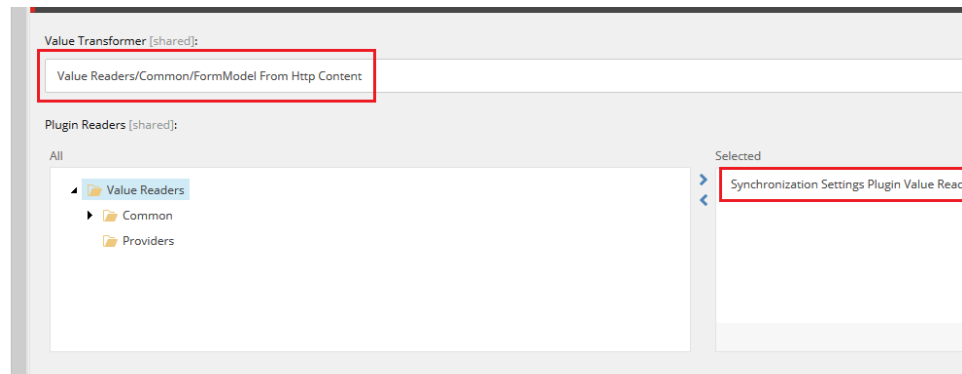 Value Transformer [shared]:
Value Readers/Common/FormModel From Http Content
Plugin Readers [shared]:
All
Selected
Value Readers
Synchronization Settings Plugin Value
Common
Providers